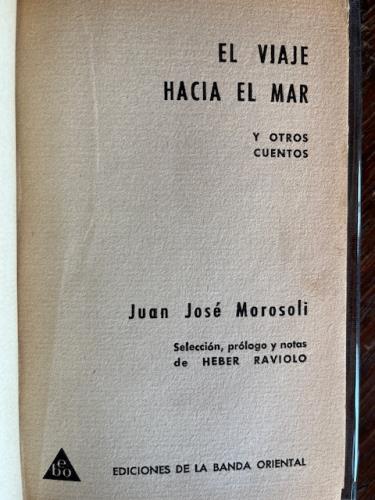 EL VIAJE
HACIA EL MAR
Y OTROS
CUENTOS
Juan José Morosoli
Selección, prólogo y notas
de HEBER RAVIOLO
e
bo
EDICIONES DE LA BANDA ORIENTAL